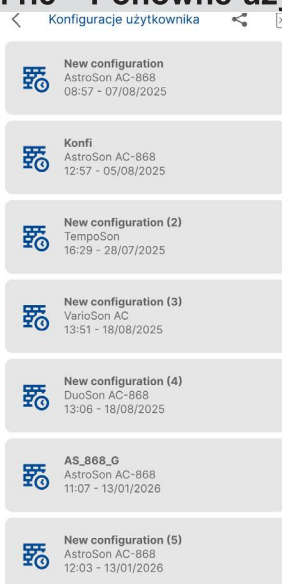 Konfiguracje użytkownika
New configuration
AstroSon AC-868
08:57 - 07/08/2025
Konfi
AstroSon AC-868
12:57 - 05/08/2025
New configuration (2)
TempoSon
16:29 - 28/07/2025
New configuration (3)
VarioSon AC
13:51 - 18/08/2025
New configuration (4)
DuoSon AC-868
13:06 - 18/08/2025
AS_868_G
AstroSon AC-868
11:07 - 13/01/2026
New configuration (5)
AstroSon AC-868
12:03 - 13/01/2026